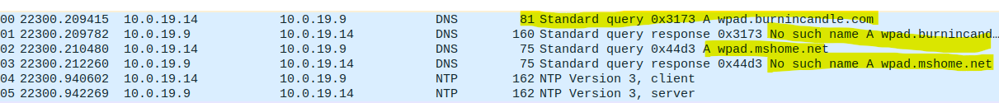 00 22300.209415 10.0.19.14 10.0.19.9 DNS 81 Standard query 0x3173 A wpad.burnincandle.com
01 22300.209782 10.0.19.9 10.0.19.14 DNS 160 Standard query response 0x3173 No such name A wpad.burnincand…
02 22300.210480 10.0.19.14 10.0.19.9 DNS 75 Standard query 0x44d3 A wpad.mshome.net
03 22300.212260 10.0.19.9 10.0.19.14 DNS 75 Standard query response 0x44d3 No such name A wpad.mshome.net
04 22300.940602 10.0.19.14 10.0.19.9 NTP 162 NTP Version 3, client
05 22300.942269 10.0.19.9 10.0.19.14 NTP 162 NTP Version 3, server